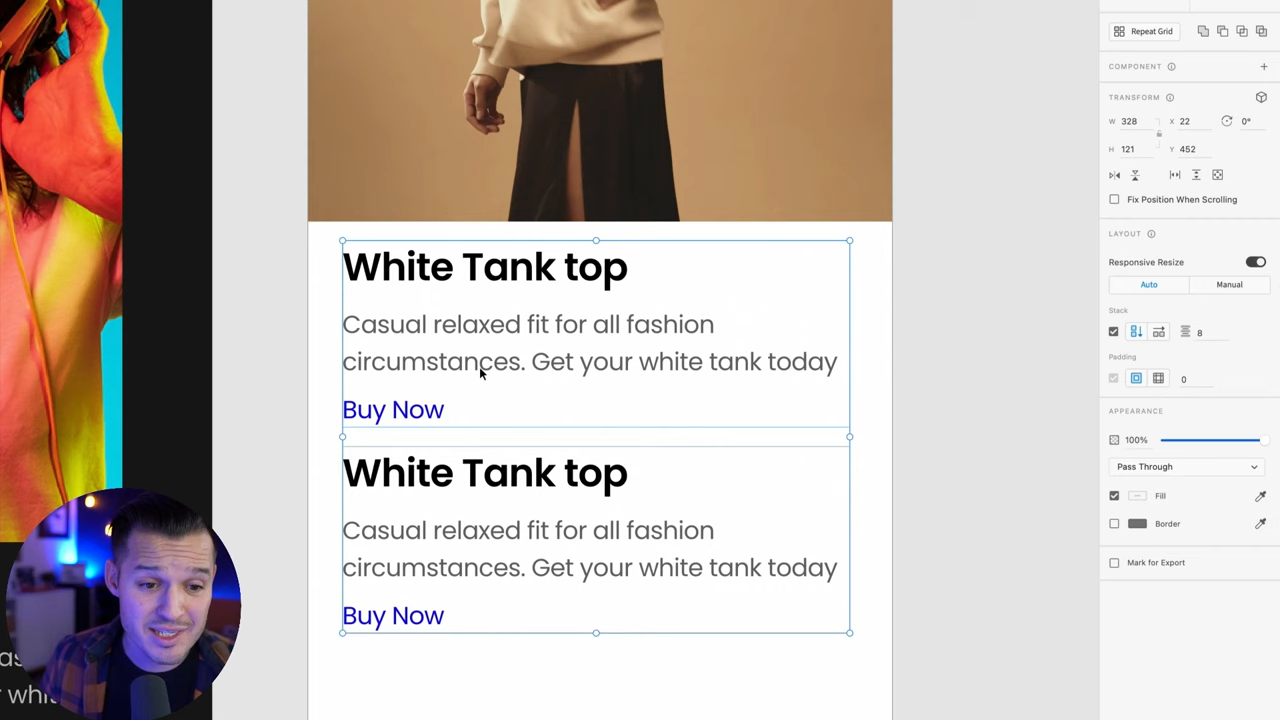 Repeat Grid
COMPONENT
TRANSFORM
W 328 X 22 0°
H 121 Y 452
Fix Position When Scrolling
LAYOUT
Responsive Resize
Auto Manual
Stack
8
Padding
0
APPEARANCE
100%
Pass Through
Fill
Border
Mark for Export
White Tank top
Casual relaxed fit for all fashion
circumstances. Get your white tank today
Buy Now
White Tank top
Casual relaxed fit for all fashion
circumstances. Get your white tank today
Buy Now